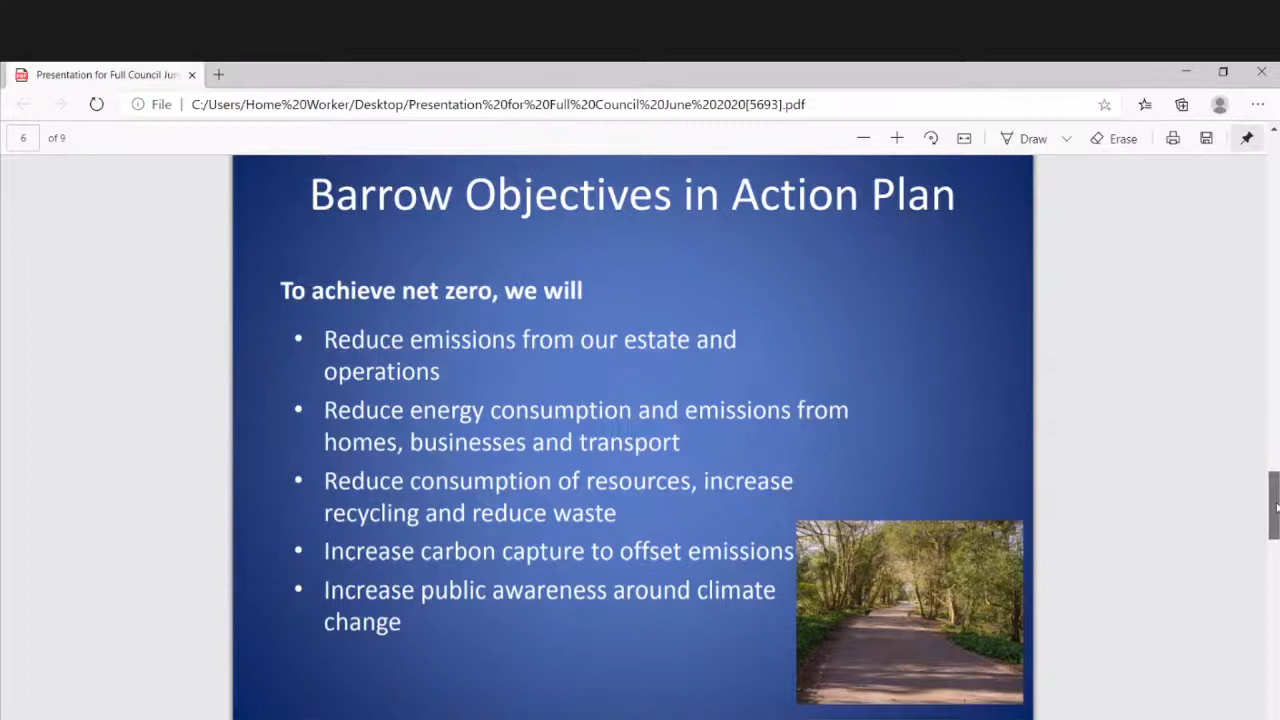 Presentation for Full Council Jun
File
C:/Users/Home%20Worker/Desktop/Presentation%20for%20Full%20Council%20June%202020[5693].pdf
6 of 9
Draw
Erase
Barrow Objectives in Action Plan
To achieve net zero, we will
• Reduce emissions from our estate and
operations
• Reduce energy consumption and emissions from
homes, businesses and transport
• Reduce consumption of resources, increase
recycling and reduce waste
• Increase carbon capture to offset emissions
• Increase public awareness around climate
change